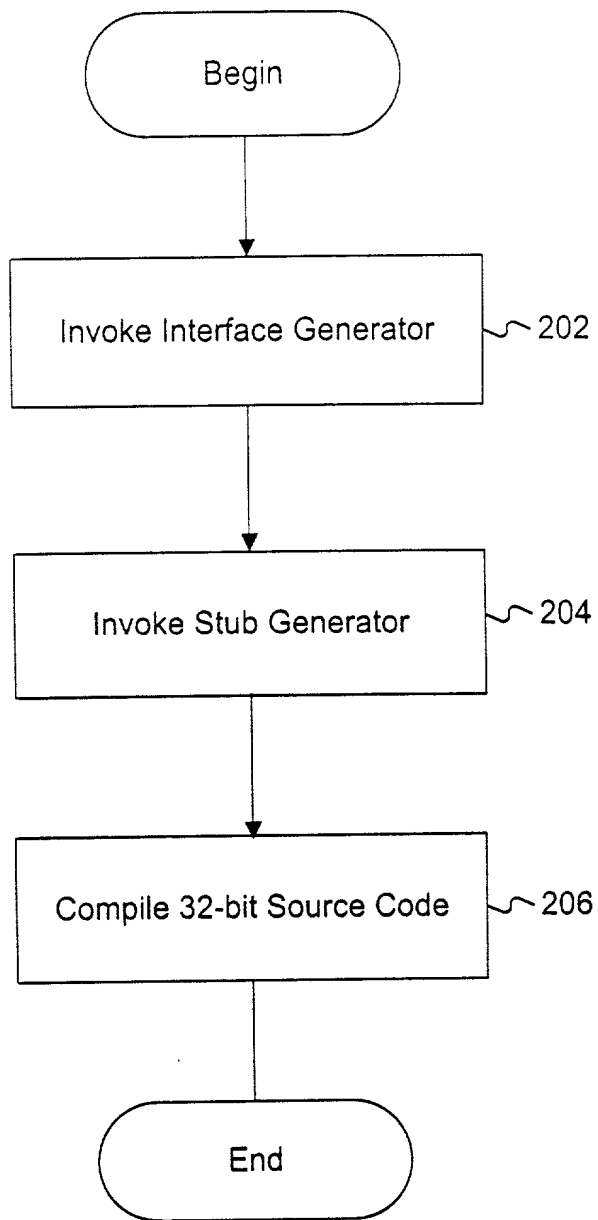 Begin
Invoke Interface Generator
202
Invoke Stub Generator
204
Compile 32-bit Source Code
206
End